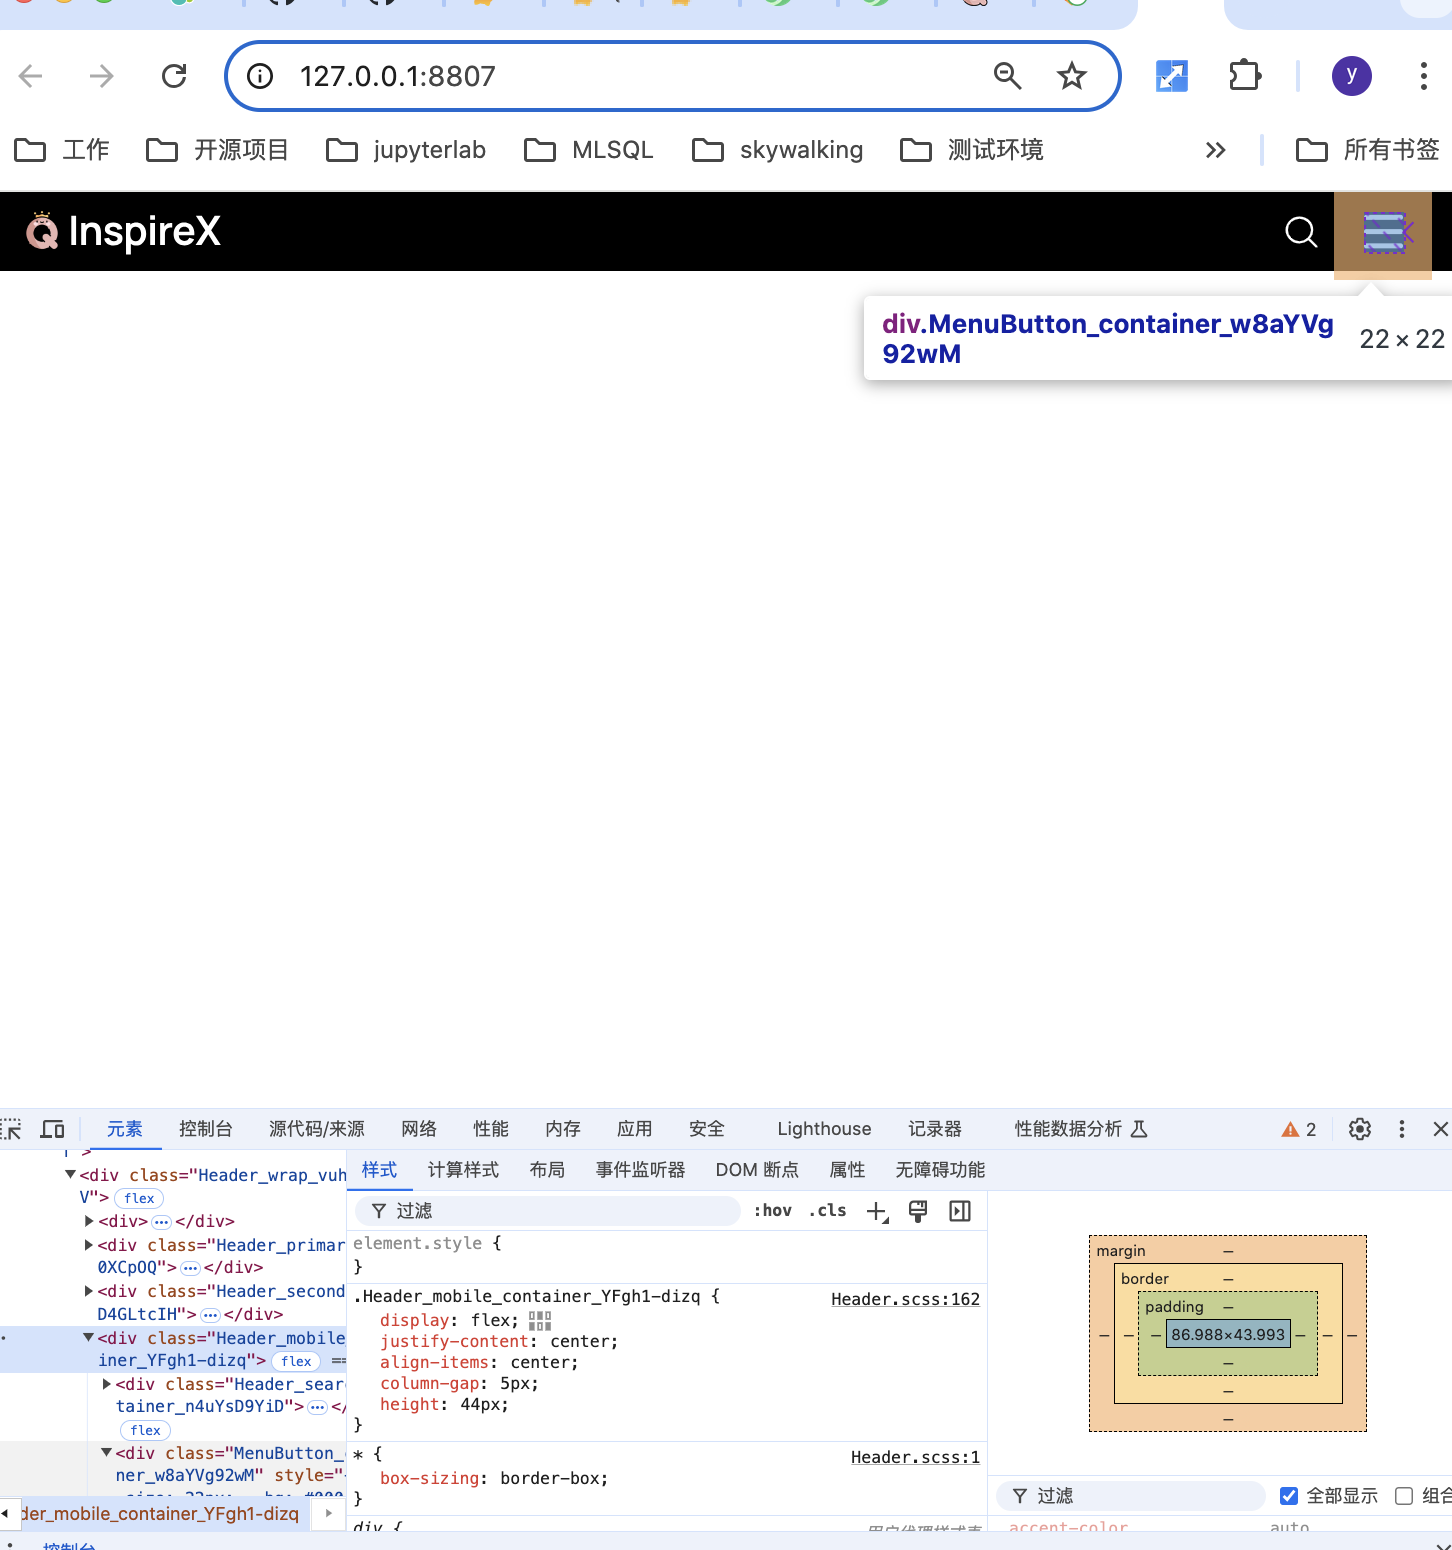 127.0.0.1:8807
y
工作 开源项目 jupyterlab MLSQL skywalking 测试环境 » 所有书签
InspireX
div.MenuButton_container_w8aYVg92wM 22 × 22
元素 控制台 源代码/来源 网络 性能 内存 应用 安全 Lighthouse 记录器 性能数据分析 2
样式 计算样式 布局 事件监听器 DOM 断点 属性 无障碍功能
<div class="Header_wrap_vuh
V"> flex
<div> ⋯ </div>
<div class="Header_primar
0XCpOQ"> ⋯ </div>
<div class="Header_second
D4GLtcIH"> ⋯ </div>
<div class="Header_mobile
iner_YFgh1-dizq"> flex ==
<div class="Header_sear
tainer_n4uYsD9YiD"> ⋯ </
flex
<div class="MenuButton_
ner_w8aYVg92wM" style="
der_mobile_container_YFgh1-dizq
控制台
过滤 :hov .cls
element.style {
}
.Header_mobile_container_YFgh1-dizq { Header.scss:162
display: flex;
justify-content: center;
align-items: center;
column-gap: 5px;
height: 44px;
}
* { Header.scss:1
box-sizing: border-box;
}
div {
margin –
border –
padding –
– – – 86.988×43.993 – – –
–
–
–
过滤 全部显示 组合
accent-color auto